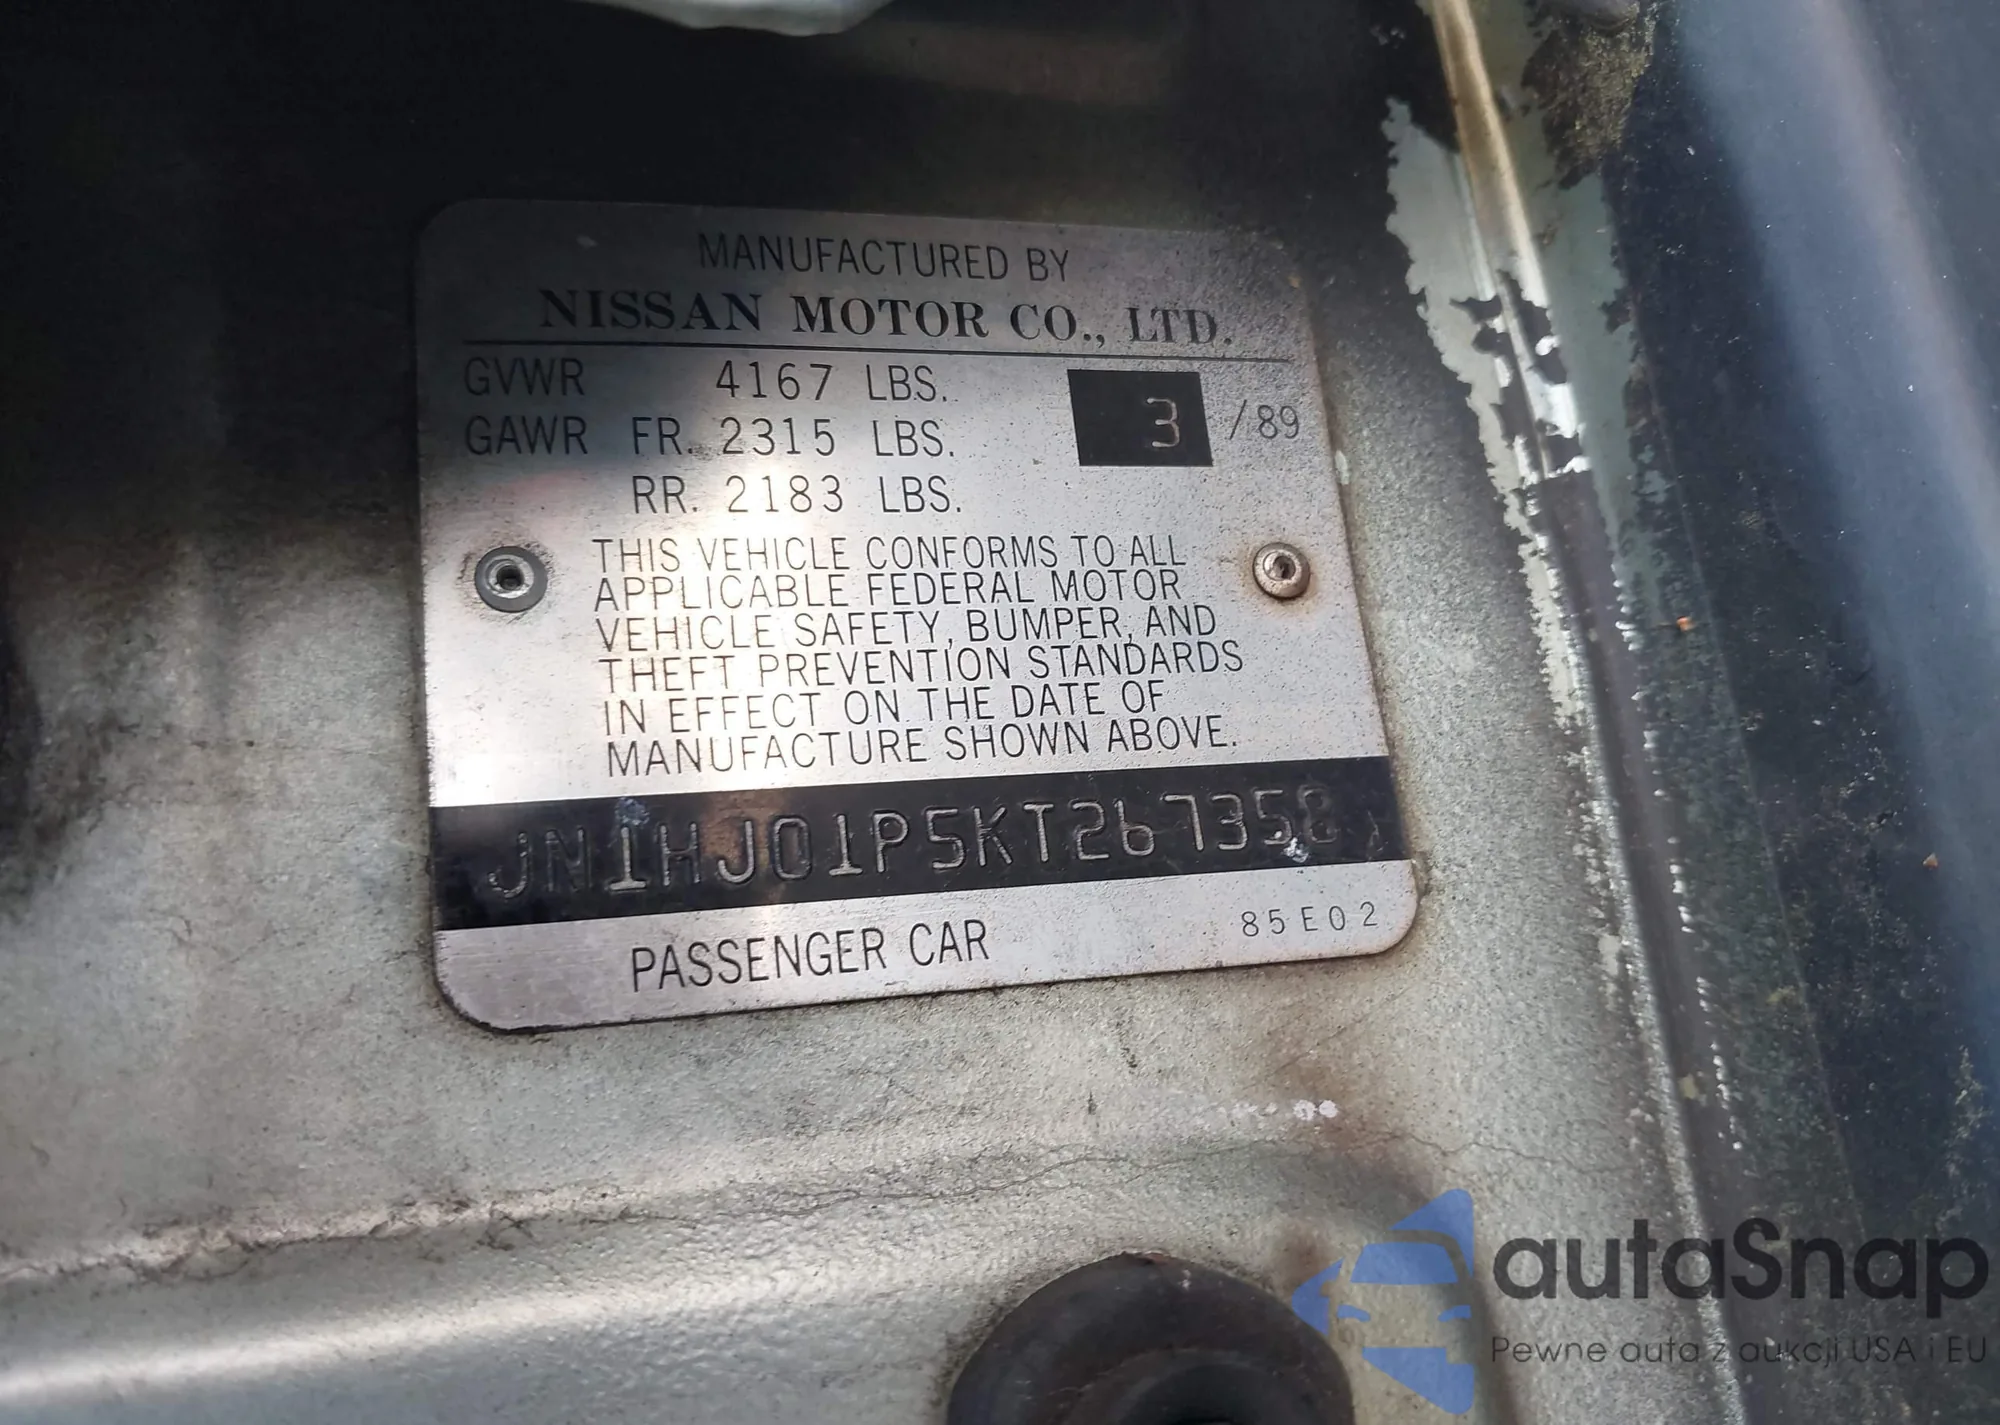 MANUFACTURED BY
NISSAN MOTOR CO., LTD.
GVWR 4167 LBS.
GAWR FR. 2315 LBS. 3 /89
RR. 2183 LBS.
THIS VEHICLE CONFORMS TO ALL
APPLICABLE FEDERAL MOTOR
VEHICLE SAFETY, BUMPER, AND
THEFT PREVENTION STANDARDS
IN EFFECT ON THE DATE OF
MANUFACTURE SHOWN ABOVE.
JN1HJ01P5KT267358
PASSENGER CAR 85E02
autaSnap
Pewne auta z aukcji USA i EU